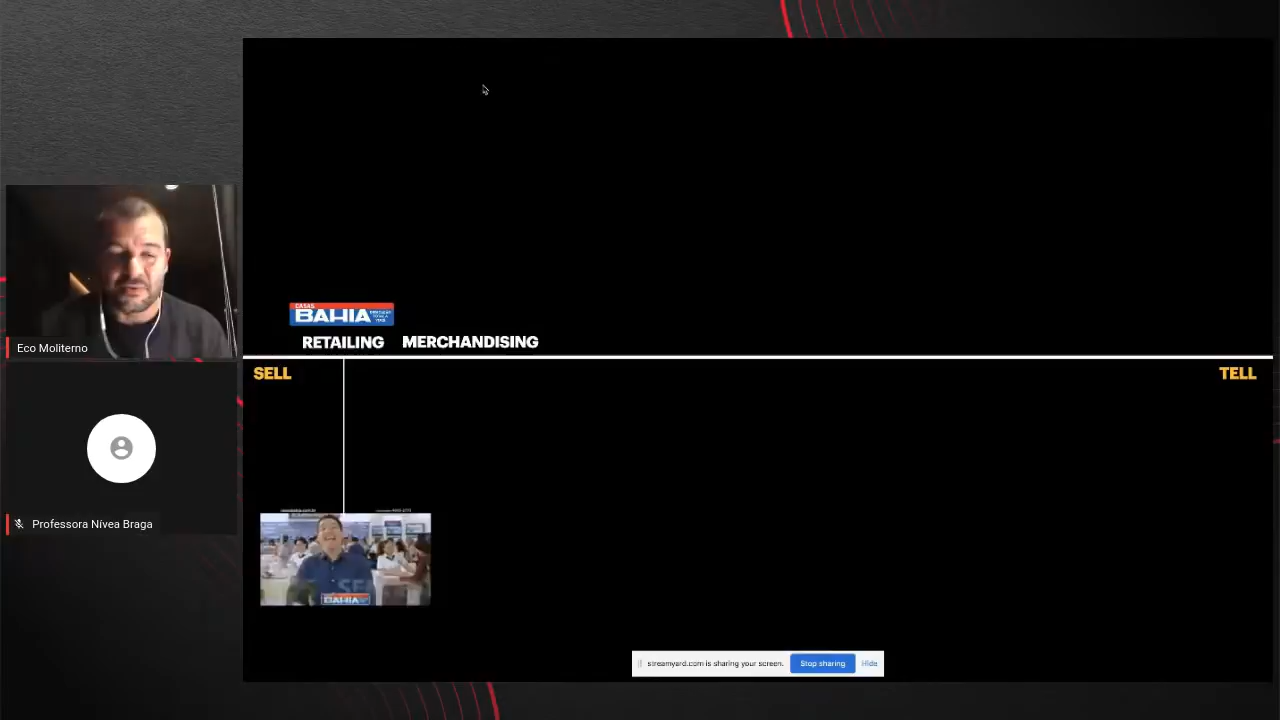 CASAS
BAHIA
RETAILING MERCHANDISING
SELL TELL
Eco Moliterno
Professora Nívea Braga
BAHIA
streamyard.com is sharing your screen. Stop sharing Hide